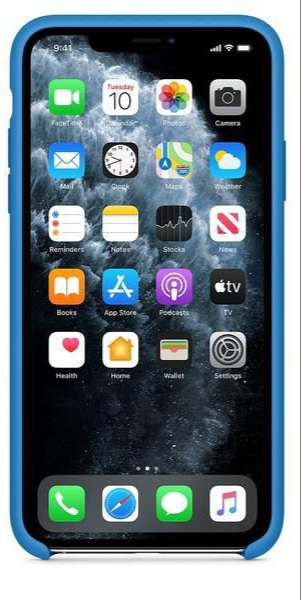 9:41
Tuesday
10
FaceTime
Calendar
Photos
Camera
Mail
Clock
Maps
Weather
Reminders
Notes
Stocks
News
tv
Books
App Store
Podcasts
TV
Health
Home
Wallet
Settings